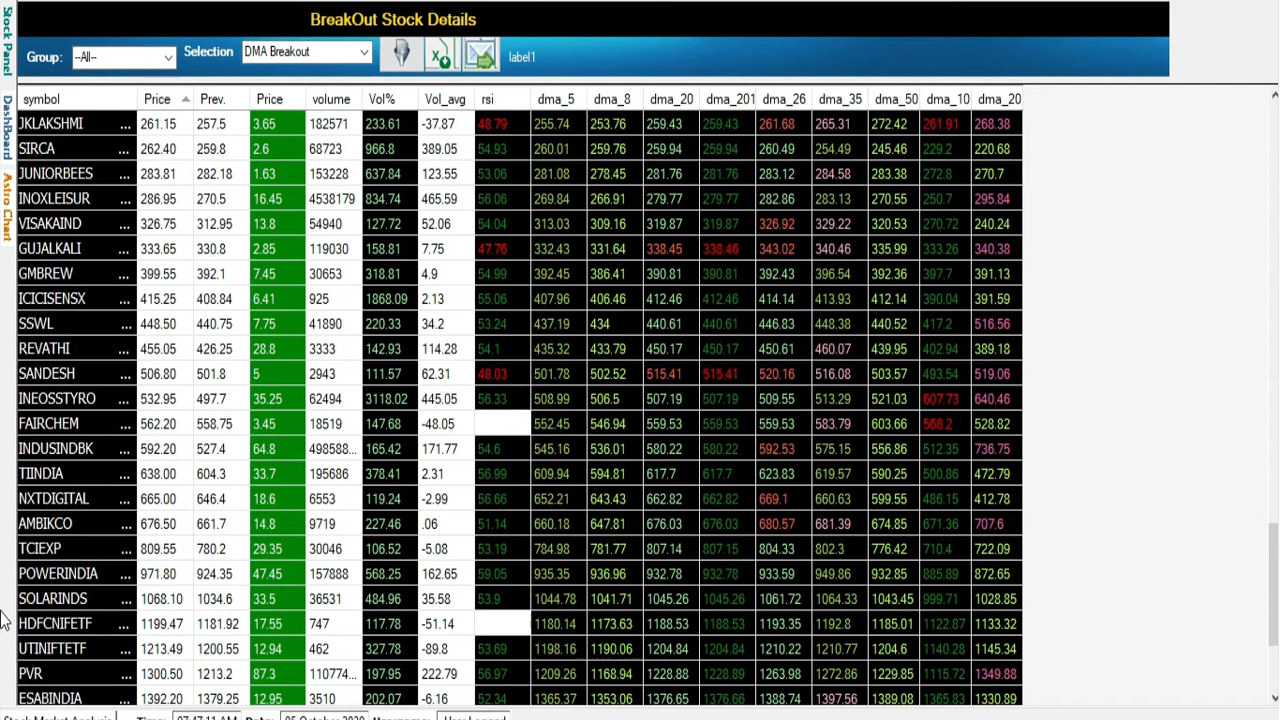 BreakOut Stock Details
Group: --All-- Selection DMA Breakout label1
Stock Panel
DashBoard
Astro Chart
symbol Price Prev. Price volume Vol% Vol_avg rsi dma_5 dma_8 dma_20 dma_201 dma_26 dma_35 dma_50 dma_10 dma_20
JKLAKSHMI ... 261.15 257.5 3.65 182571 233.61 -37.87 48.79 255.74 253.76 259.43 259.43 261.68 265.31 272.42 261.91 268.38
SIRCA ... 262.40 259.8 2.6 68723 966.8 389.05 54.93 260.01 259.76 259.94 259.94 260.49 254.49 245.46 229.2 220.68
JUNIORBEES ... 283.81 282.18 1.63 153228 637.84 123.55 53.06 281.08 278.45 281.76 281.76 283.12 284.58 283.38 272.8 270.7
INOXLEISUR ... 286.95 270.5 16.45 4538179 834.74 465.59 56.06 269.84 266.91 279.77 279.77 282.86 283.13 270.55 250.7 295.84
VISAKAIND ... 326.75 312.95 13.8 54940 127.72 52.06 54.04 313.03 309.16 319.87 319.87 326.92 329.22 320.53 270.72 240.24
GUJALKALI ... 333.65 330.8 2.85 119030 158.81 7.75 47.76 332.43 331.64 338.45 338.46 343.02 340.46 335.99 333.26 340.38
GMBREW ... 399.55 392.1 7.45 30653 318.81 4.9 54.99 392.45 386.41 390.81 390.81 392.43 396.54 392.36 397.7 391.13
ICICISENSX ... 415.25 408.84 6.41 925 1868.09 2.13 55.06 407.96 406.46 412.46 412.46 414.14 413.93 412.14 390.04 391.59
SSWL ... 448.50 440.75 7.75 41890 220.33 34.2 53.24 437.19 434 440.61 440.61 446.83 448.38 440.52 417.2 516.56
REVATHI ... 455.05 426.25 28.8 3333 142.93 114.28 54.1 435.32 433.79 450.17 450.17 450.61 460.07 439.95 402.94 389.18
SANDESH ... 506.80 501.8 5 2943 111.57 62.31 48.03 501.78 502.52 515.41 515.41 520.16 516.08 503.57 493.54 519.06
INEOSSTYRO ... 532.95 497.7 35.25 62494 3118.02 445.05 56.33 508.99 506.5 507.19 507.19 509.55 513.29 521.03 607.73 640.46
FAIRCHEM ... 562.20 558.75 3.45 18519 147.68 -48.05 552.45 546.94 559.53 559.53 562.63 583.79 603.66 568.2 528.82
INDUSINDBK ... 592.20 527.4 64.8 498588... 165.42 171.77 54.6 545.16 536.01 580.22 580.22 592.53 575.15 556.86 512.35 736.75
TIINDIA ... 638.00 604.3 33.7 195686 378.41 2.31 56.99 609.94 594.81 617.7 617.7 623.83 619.57 590.25 500.86 472.79
NXTDIGITAL ... 665.00 646.4 18.6 6553 119.24 -2.99 56.66 652.21 643.43 662.82 662.82 669.1 660.63 599.55 486.15 412.78
AMBIKCO ... 676.50 661.7 14.8 9719 227.46 .06 51.14 660.18 647.81 676.03 676.03 680.57 681.39 674.85 671.36 707.6
TCIEXP ... 809.55 780.2 29.35 30046 106.52 -5.08 53.19 784.98 781.77 807.14 807.15 804.33 802.3 776.42 710.4 722.09
POWERINDIA ... 971.80 924.35 47.45 157888 568.25 162.65 59.05 935.35 936.96 932.78 932.78 933.59 949.86 932.85 885.89 872.65
SOLARINDS ... 1068.10 1034.6 33.5 36531 484.96 35.58 53.9 1044.78 1041.71 1045.26 1045.26 1061.72 1064.33 1043.45 999.71 1028.85
HDFCNIFETF ... 1199.47 1181.92 17.55 747 117.78 -51.14 1180.14 1173.63 1188.53 1188.53 1193.35 1192.8 1185.01 1122.87 1133.32
UTINIFTETF ... 1213.49 1200.55 12.94 462 327.78 -89.8 53.69 1198.16 1190.06 1204.84 1204.84 1210.22 1210.77 1204.6 1140.28 1145.34
PVR ... 1300.50 1213.2 87.3 110774... 197.95 222.79 56.97 1209.26 1168.94 1228.88 1228.88 1263.98 1272.86 1229.85 1115.72 1349.88
ESABINDIA ... 1392.20 1379.25 12.95 3510 202.07 -6.16 52.34 1365.37 1353.06 1376.65 1376.66 1388.74 1397.56 1389.08 1365.83 1330.89
Stock Market Analysis Time: 07:47:11 AM Date: 05 October 2020 Username: User Logged